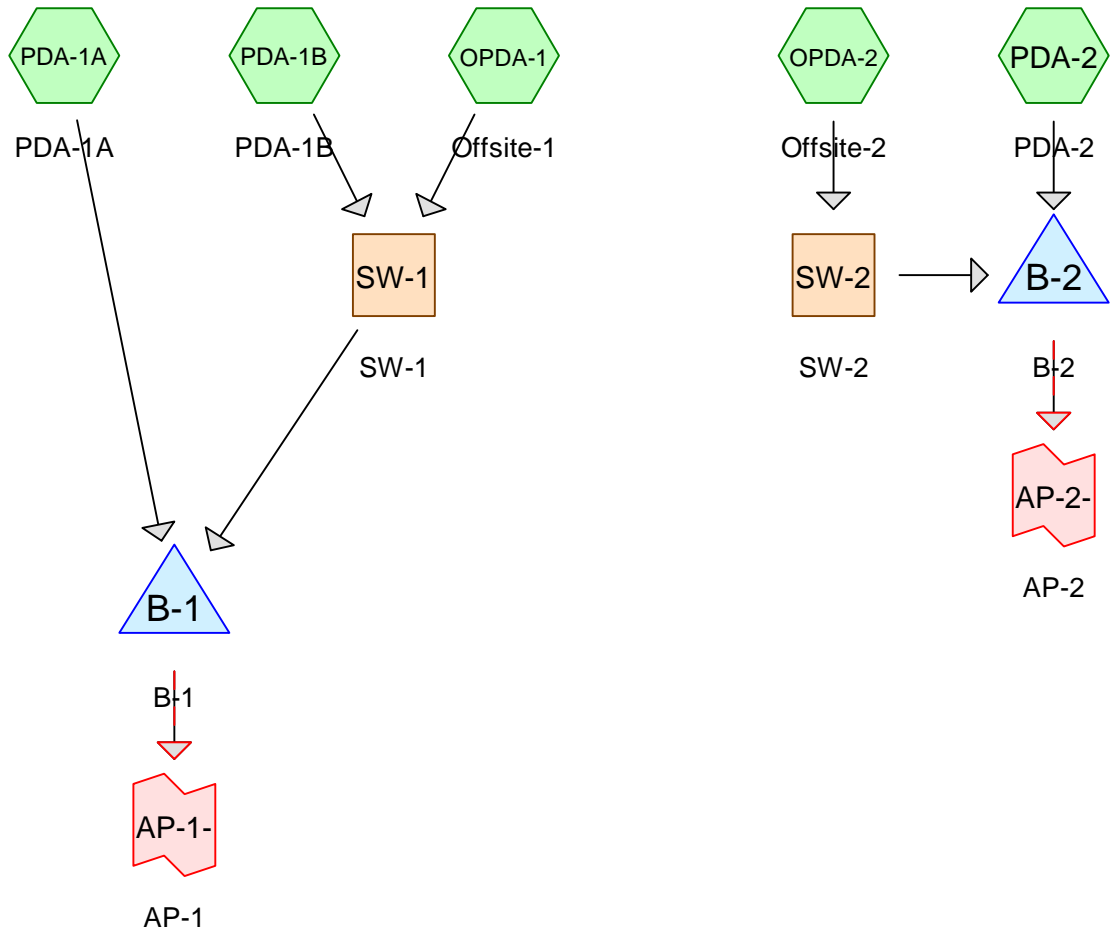 PDA-1A
PDA-1B
OPDA-1
OPDA-2
PDA-2
PDA-1A
PDA-1B
Offsite-1
Offsite-2
PDA-2
SW-1
SW-2
B-2
SW-1
SW-2
B-2
AP-2-
AP-2
B-1
B-1
AP-1-
AP-1